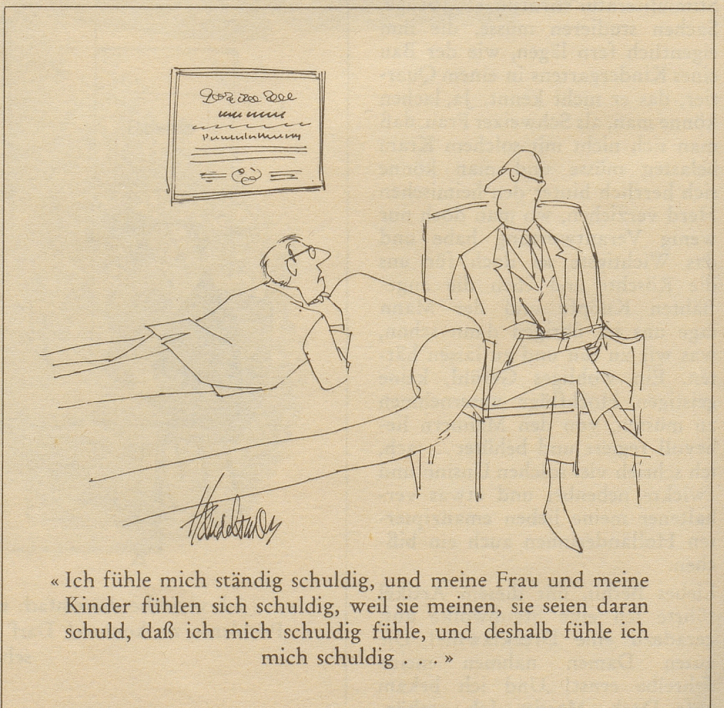 « Ich fühle mich ständig schuldig, und meine Frau und meine
Kinder fühlen sich schuldig, weil sie meinen, sie seien daran
schuld, daß ich mich schuldig fühle, und deshalb fühle ich
mich schuldig . . . »